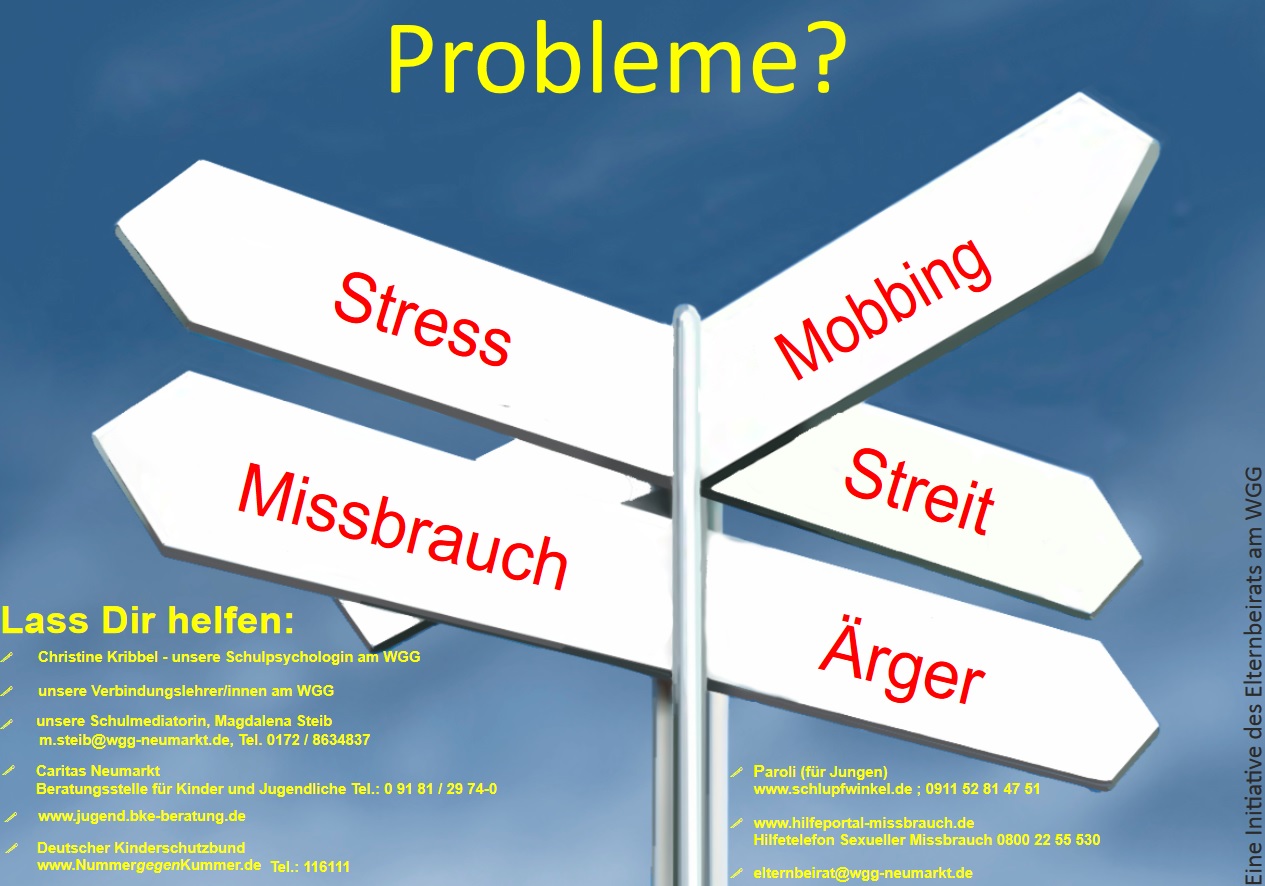 Probleme?
Stress
Mobbing
Missbrauch
Streit
Ärger
Lass Dir helfen:
Christine Kribbel - unsere Schulpsychologin am WGG
unsere Verbindungslehrer/innen am WGG
unsere Schulmediatorin, Magdalena Steib
m.steib@wgg-neumarkt.de, Tel. 0172 / 8634837
Caritas Neumarkt
Beratungsstelle für Kinder und Jugendliche Tel.: 0 91 81 / 29 74-0
www.jugend.bke-beratung.de
Deutscher Kinderschutzbund
www.NummergegenKummer.de Tel.: 116111
Paroli (für Jungen)
www.schlupfwinkel.de ; 0911 52 81 47 51
www.hilfeportal-missbrauch.de
Hilfetelefon Sexueller Missbrauch 0800 22 55 530
elternbeirat@wgg-neumarkt.de
Eine Initiative des Elternbeirats am WGG